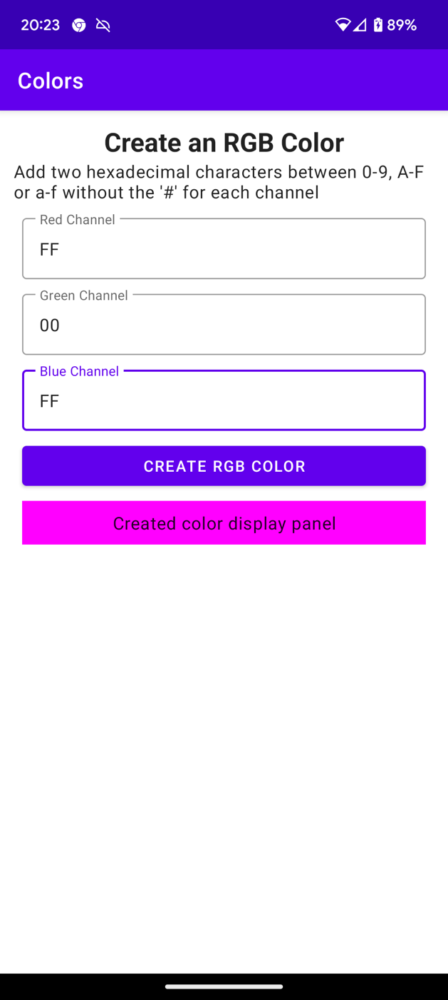 20:23
89%
Colors
Create an RGB Color
Add two hexadecimal characters between 0-9, A-F
or a-f without the '#' for each channel
Red Channel
FF
Green Channel
00
Blue Channel
FF
CREATE RGB COLOR
Created color display panel